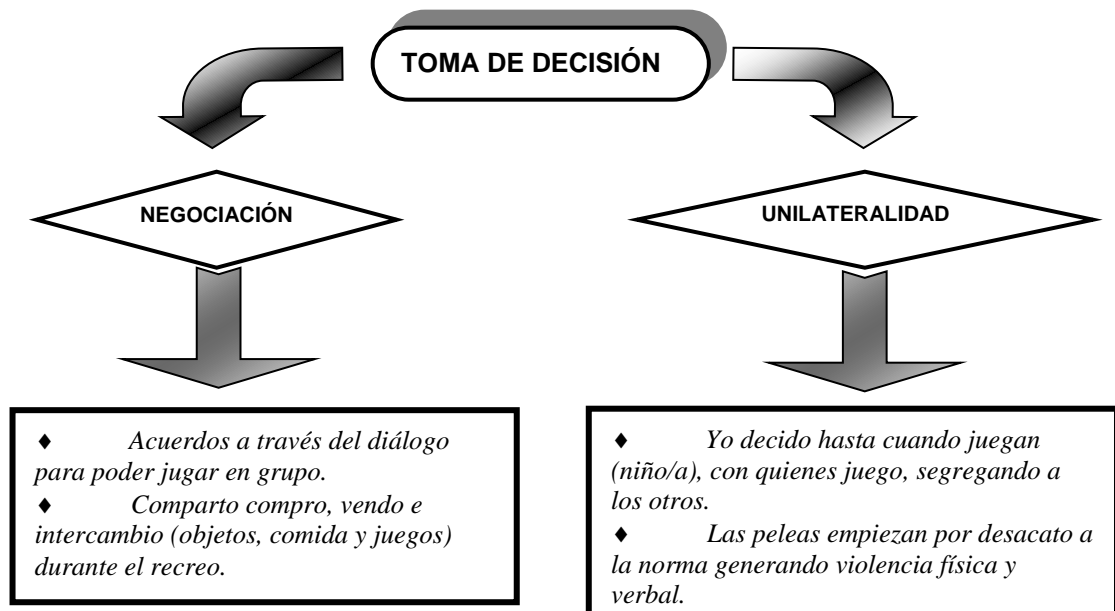 TOMA DE DECISIÓN
NEGOCIACIÓN
UNILATERALIDAD
♦ Acuerdos a través del diálogo
para poder jugar en grupo.
♦ Comparto compro, vendo e
intercambio (objetos, comida y juegos)
durante el recreo.
♦ Yo decido hasta cuando juegan
(niño/a), con quienes juego, segregando a
los otros.
♦ Las peleas empiezan por desacato a
la norma generando violencia física y
verbal.